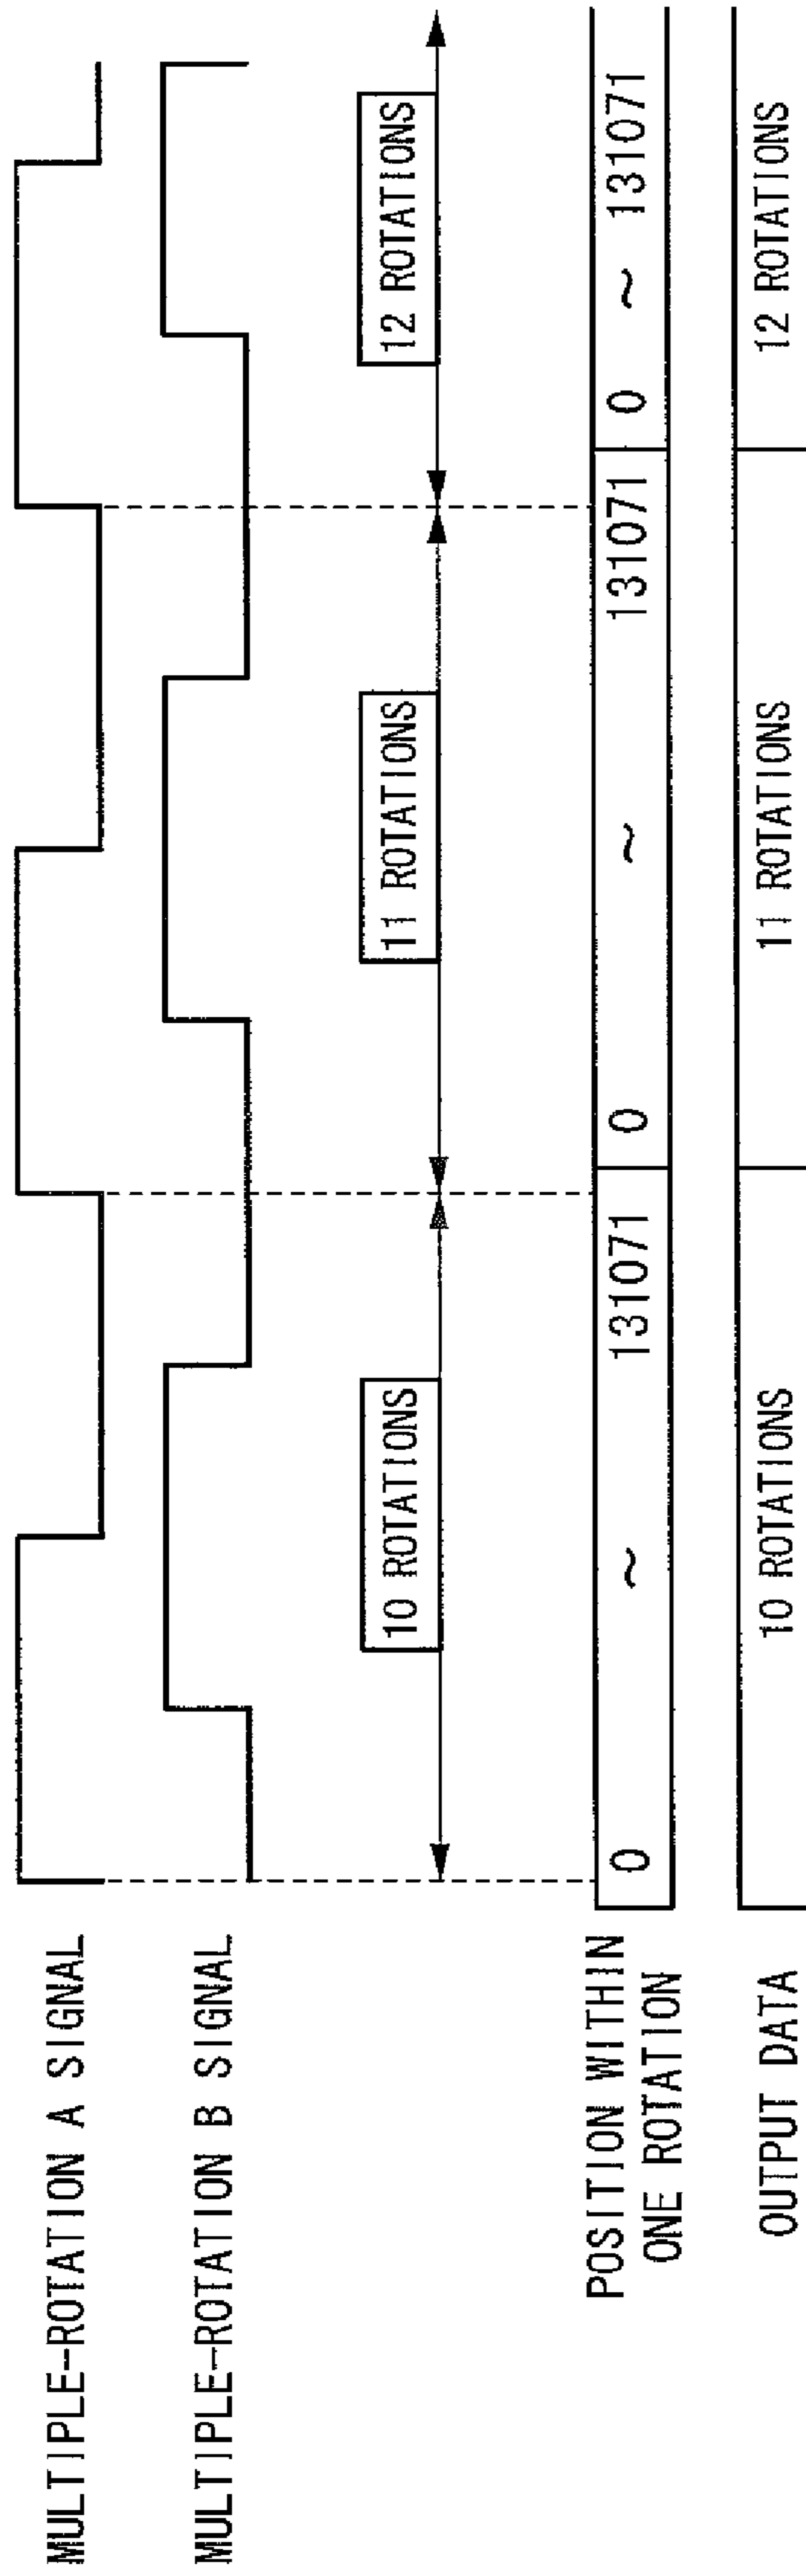 MULTIPLE-ROTATION A SIGNAL
MULTIPLE-ROTATION B SIGNAL
10 ROTATIONS
11 ROTATIONS
12 ROTATIONS
POSITION WITHIN
ONE ROTATION
0 ~ 131071 0 ~ 131071 0 ~ 131071
OUTPUT DATA
10 ROTATIONS
11 ROTATIONS
12 ROTATIONS